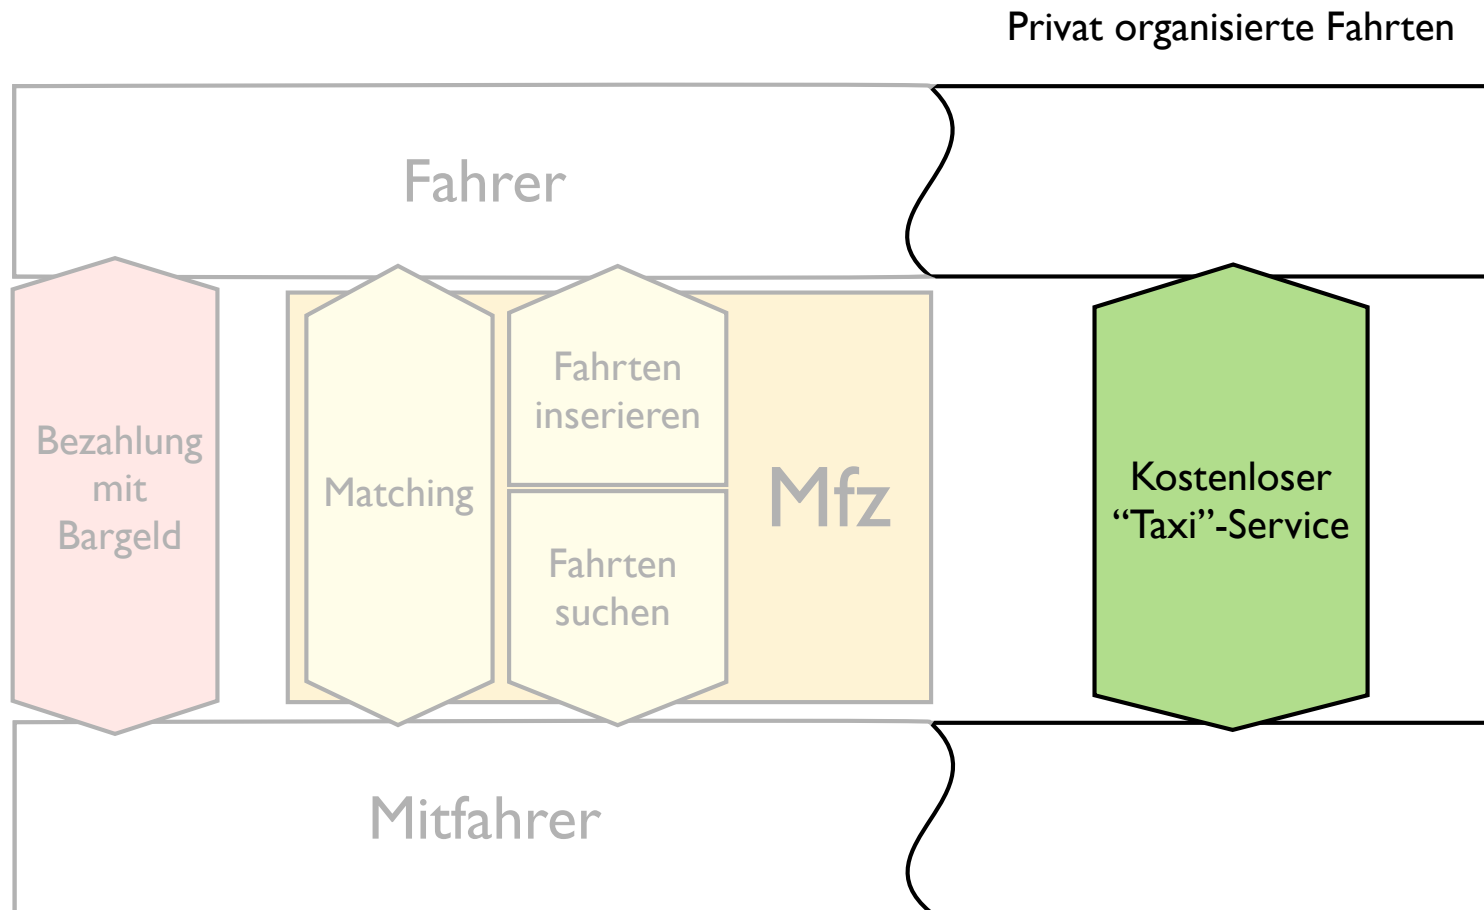 Privat organisierte Fahrten
Fahrer
Bezahlung
mit
Bargeld
Matching
Fahrten
inserieren
Fahrten
suchen
Mfz
Kostenloser
“Taxi”-Service
Mitfahrer